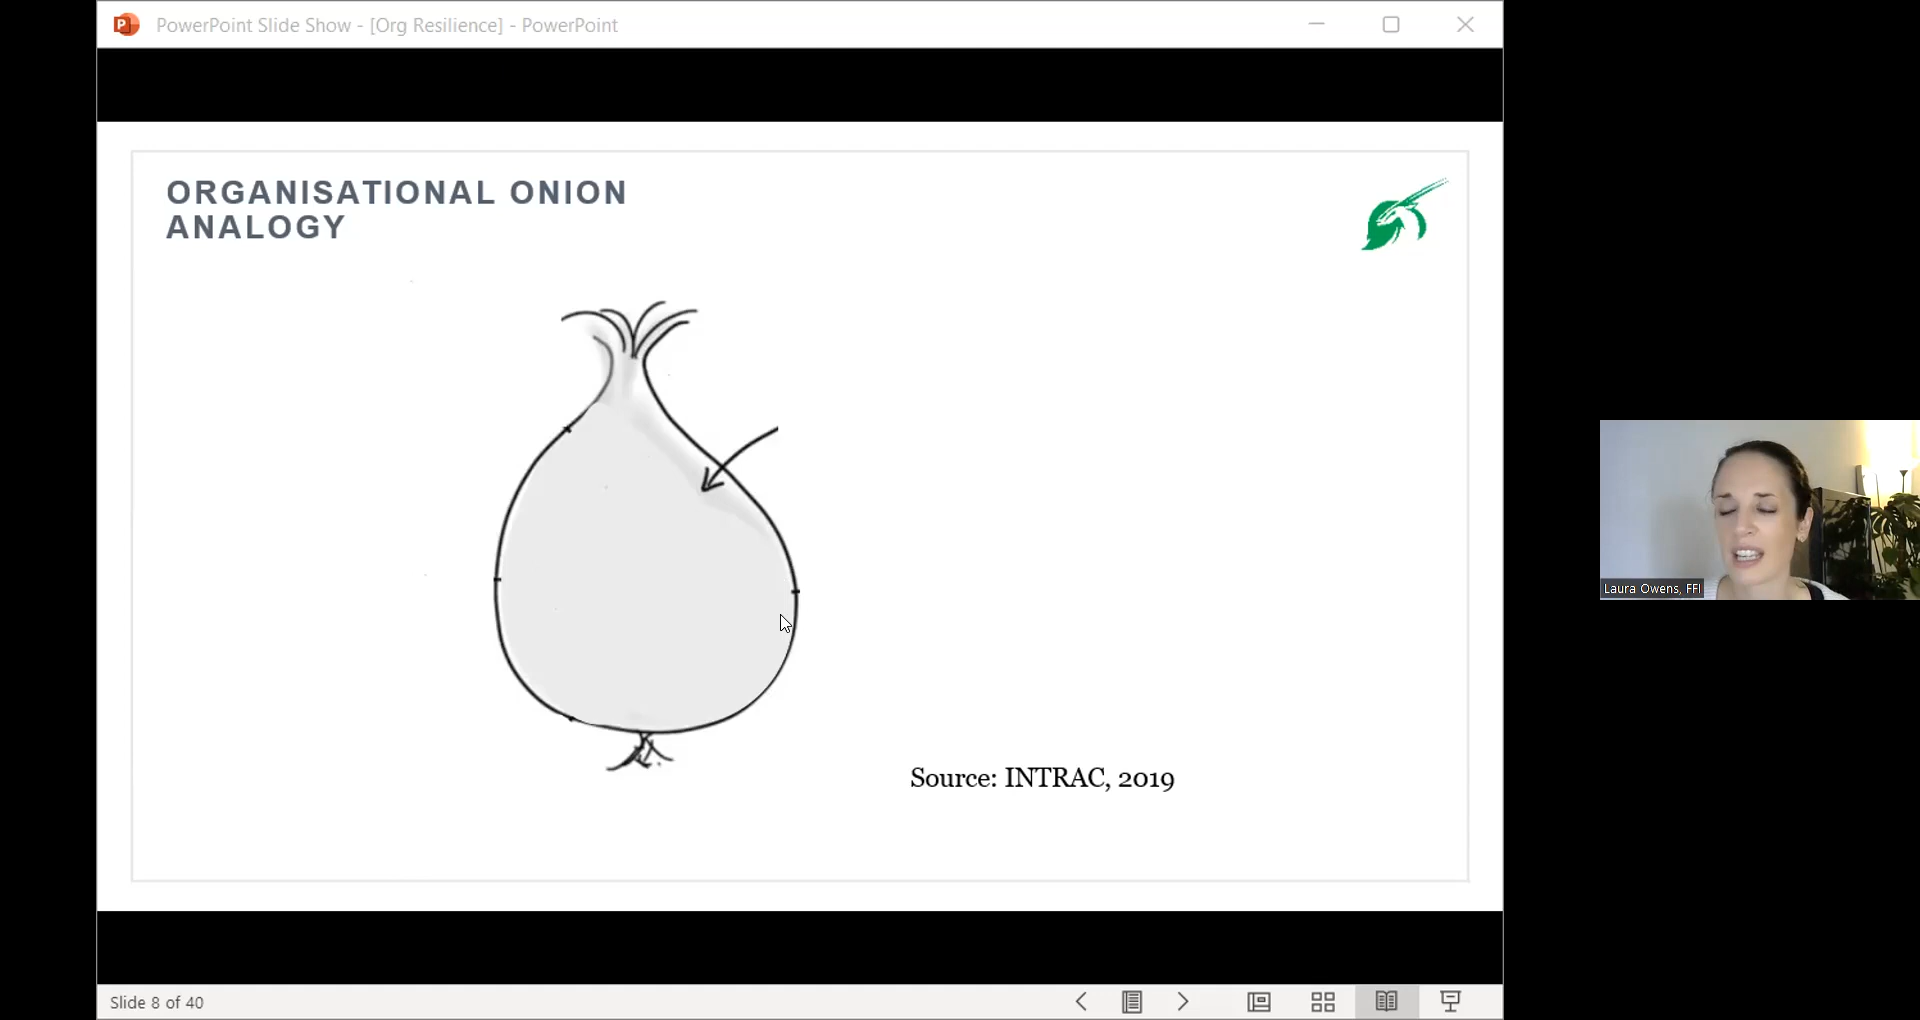 PowerPoint Slide Show - [Org Resilience] - PowerPoint
ORGANISATIONAL ONION
ANALOGY
Source: INTRAC, 2019
Laura Owens, FFI
Slide 8 of 40